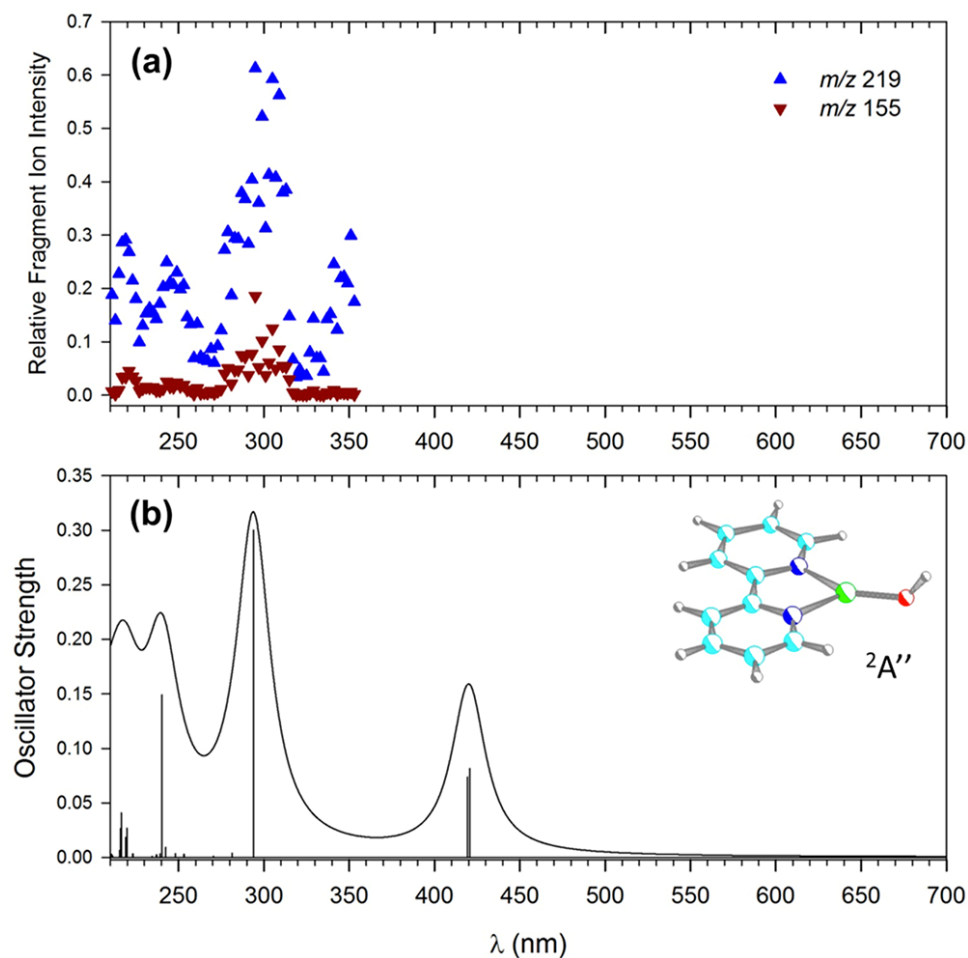 (a)
m/z 219
m/z 155
Relative Fragment Ion Intensity
0.7
0.6
0.5
0.4
0.3
0.2
0.1
0.0
250 300 350 400 450 500 550 600 650 700
(b)
²A’’
Oscillator Strength
0.35
0.30
0.25
0.20
0.15
0.10
0.05
0.00
250 300 350 400 450 500 550 600 650 700
λ (nm)